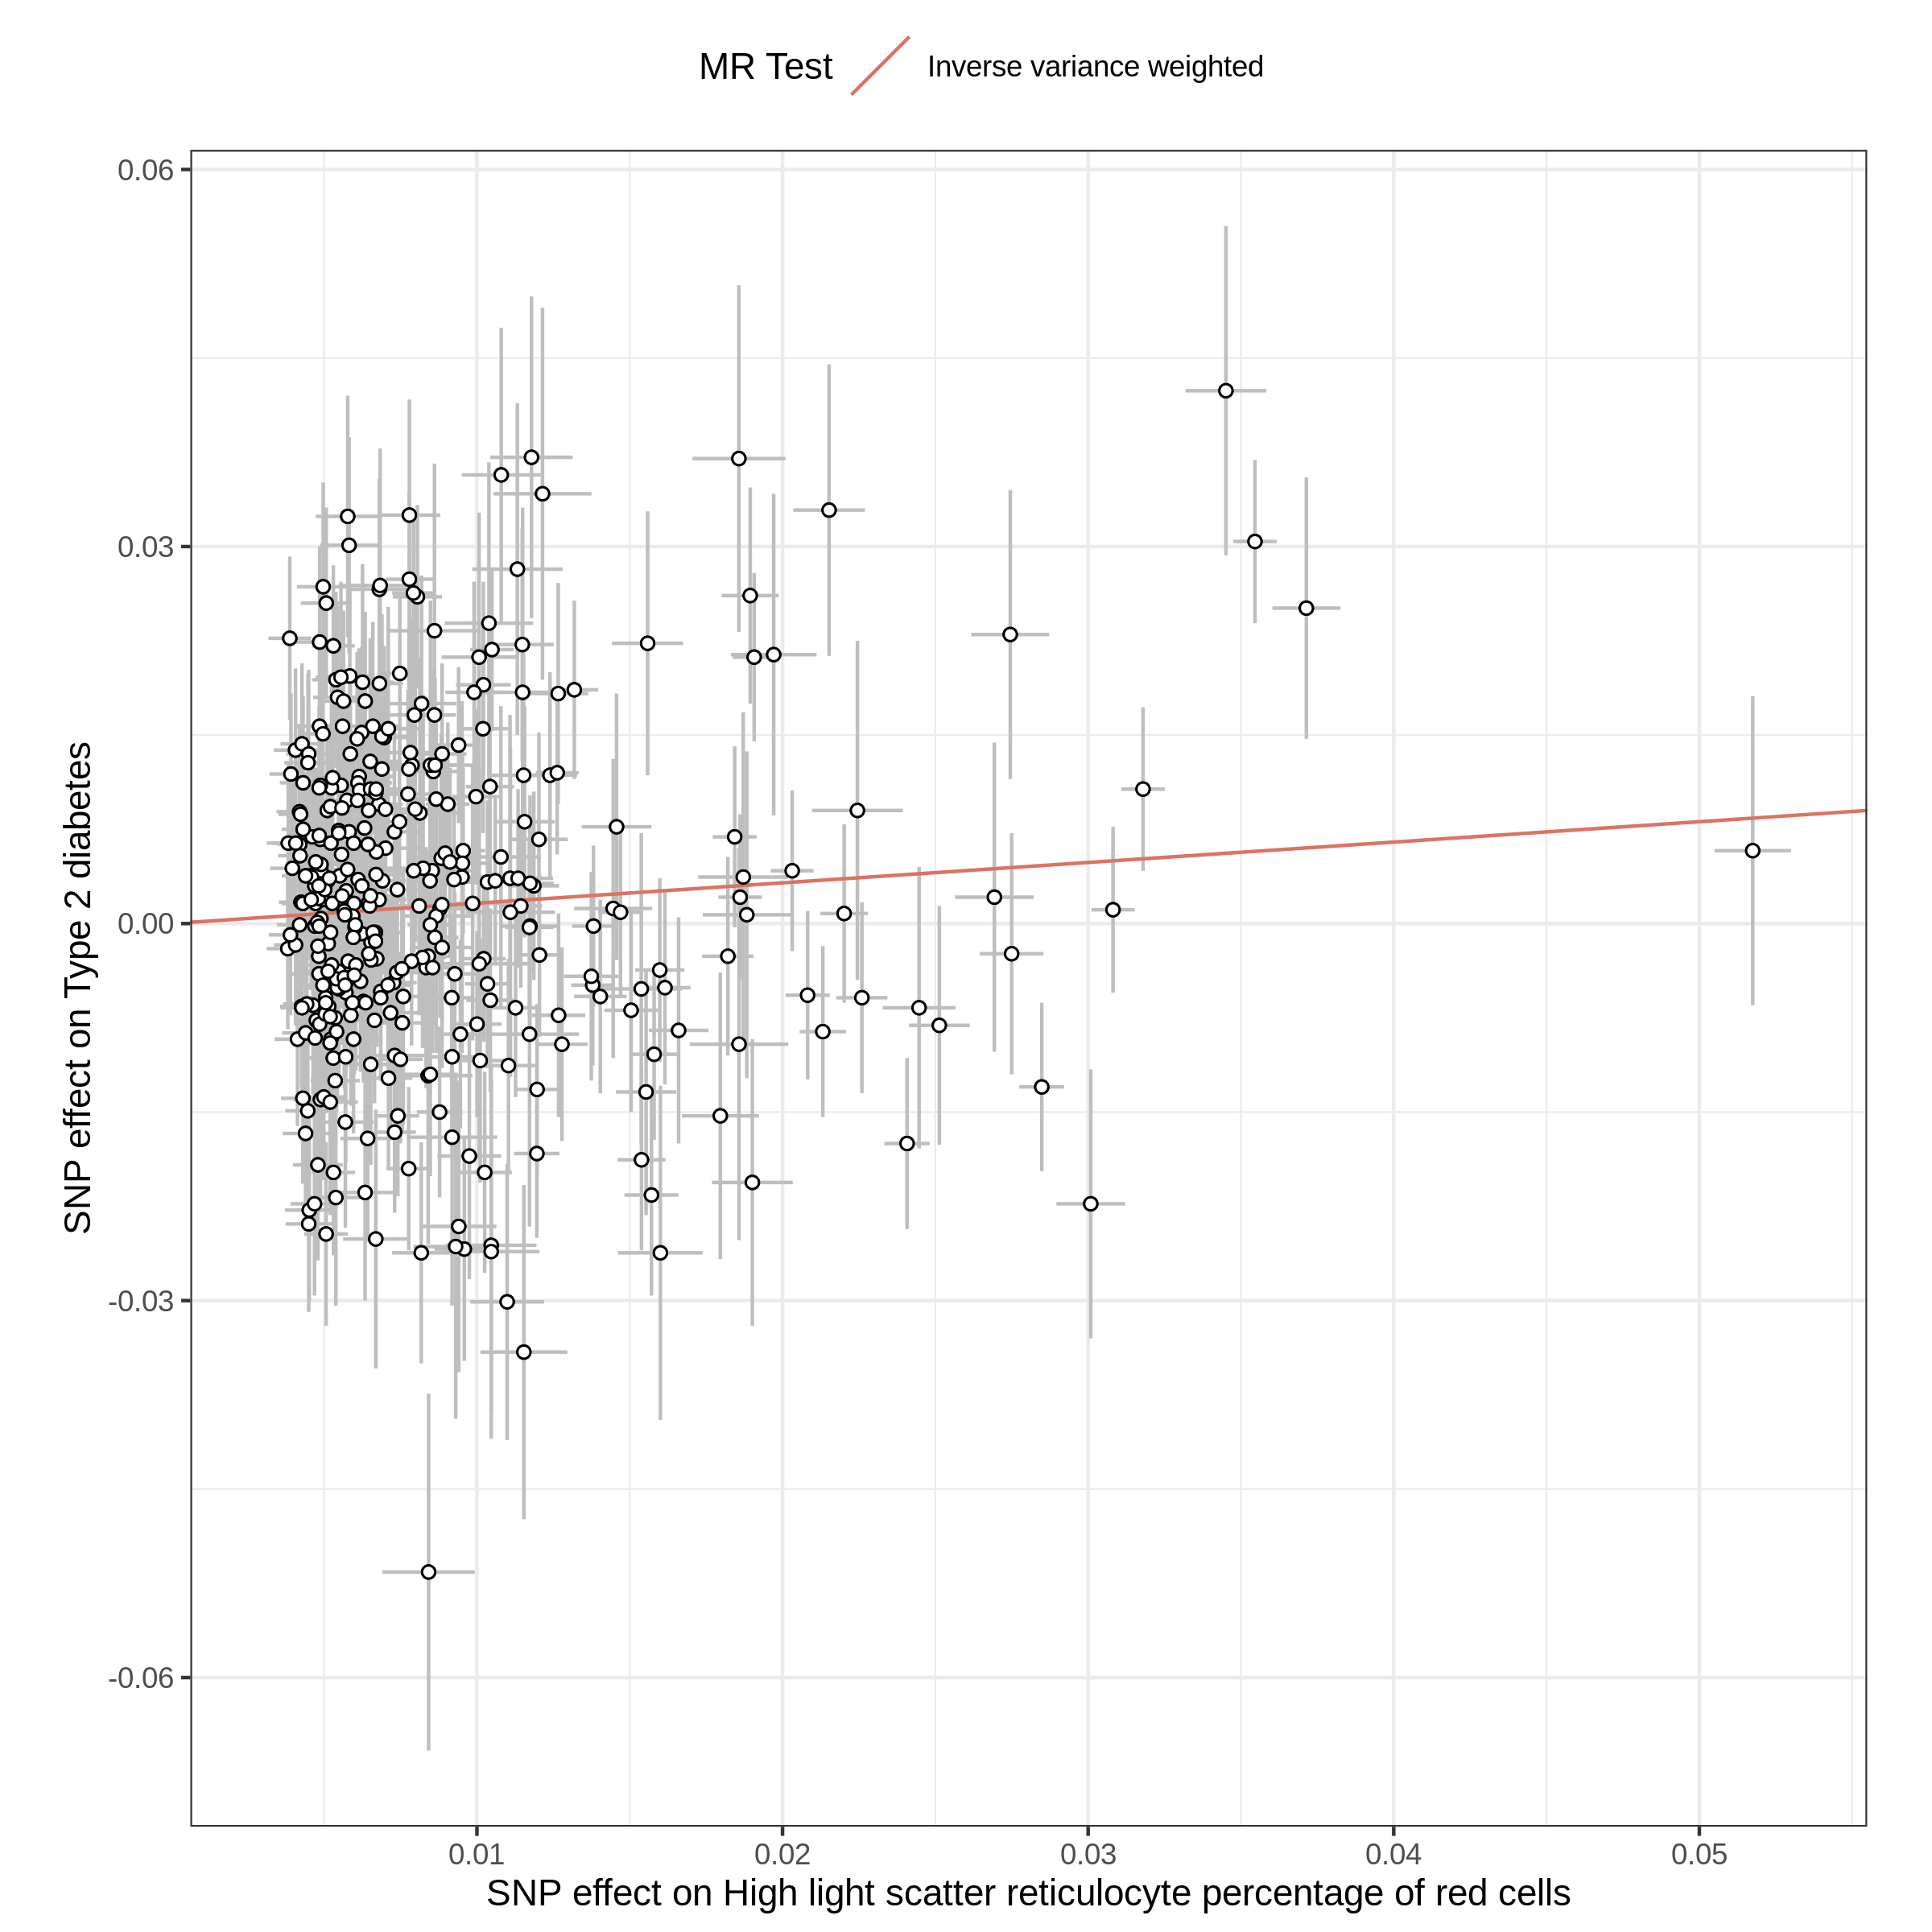 MR Test
Inverse variance weighted
0.06
0.03
0.00
-0.03
-0.06
SNP effect on Type 2 diabetes
0.01 0.02 0.03 0.04 0.05
SNP effect on High light scatter reticulocyte percentage of red cells